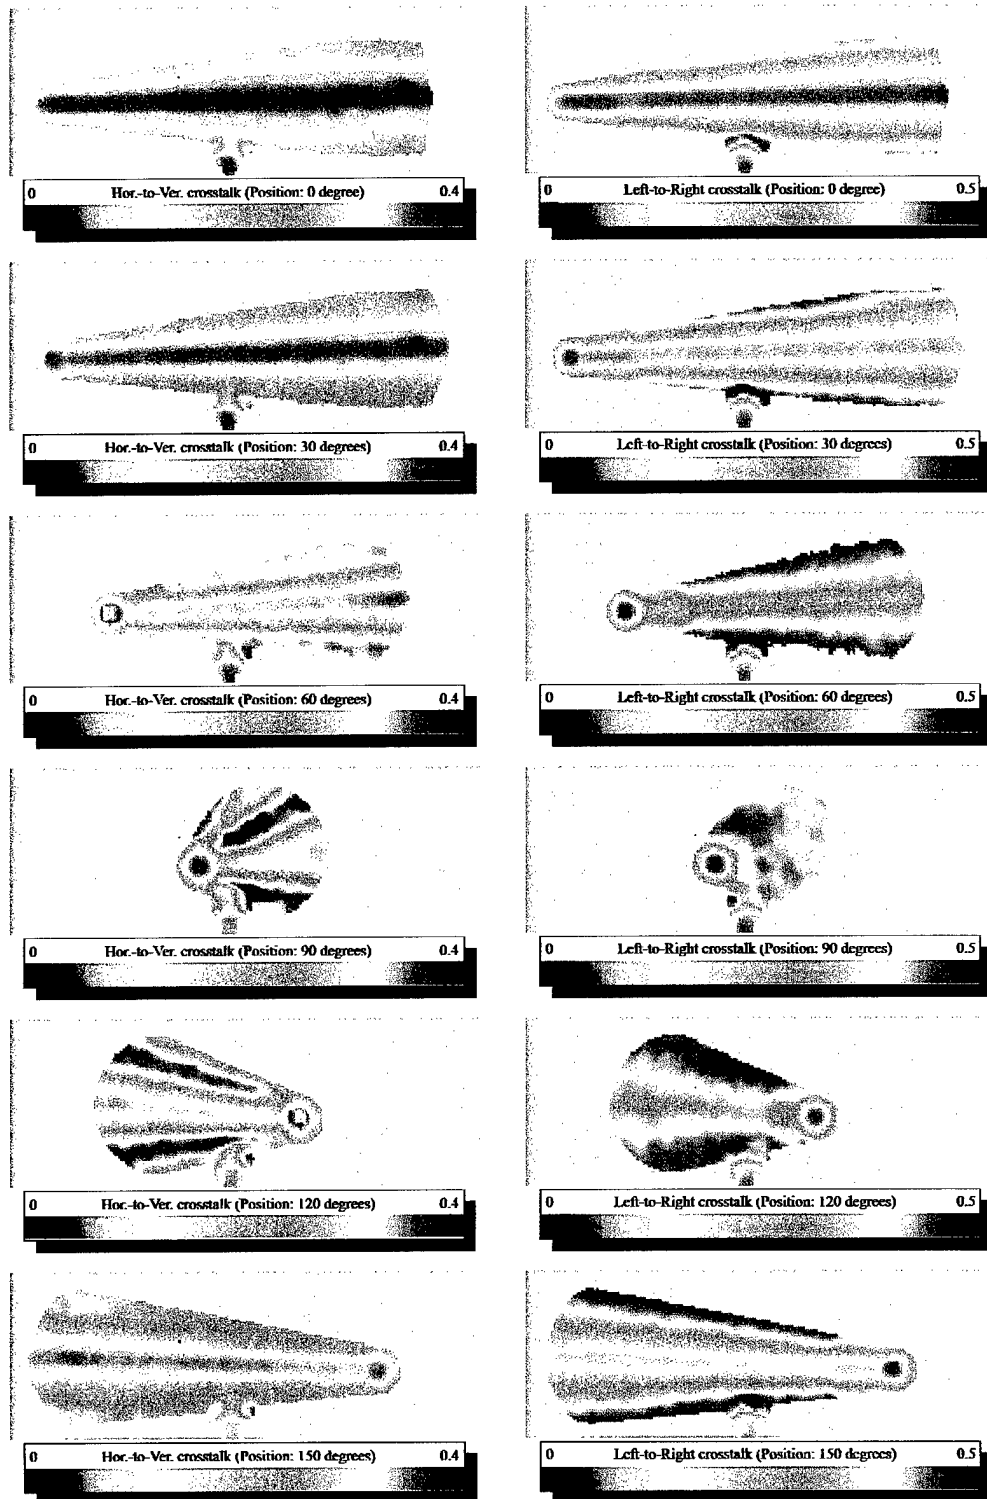 0 Hor.-to-Ver. crosstalk (Position: 0 degree) 0.4
0 Left-to-Right crosstalk (Position: 0 degree) 0.5
0 Hor.-to-Ver. crosstalk (Position: 30 degrees) 0.4
0 Left-to-Right crosstalk (Position: 30 degrees) 0.5
0 Hor.-to-Ver. crosstalk (Position: 60 degrees) 0.4
0 Left-to-Right crosstalk (Position: 60 degrees) 0.5
0 Hor.-to-Ver. crosstalk (Position: 90 degrees) 0.4
0 Left-to-Right crosstalk (Position: 90 degrees) 0.5
0 Hor.-to-Ver. crosstalk (Position: 120 degrees) 0.4
0 Left-to-Right crosstalk (Position: 120 degrees) 0.5
0 Hor.-to-Ver. crosstalk (Position: 150 degrees) 0.4
0 Left-to-Right crosstalk (Position: 150 degrees) 0.5